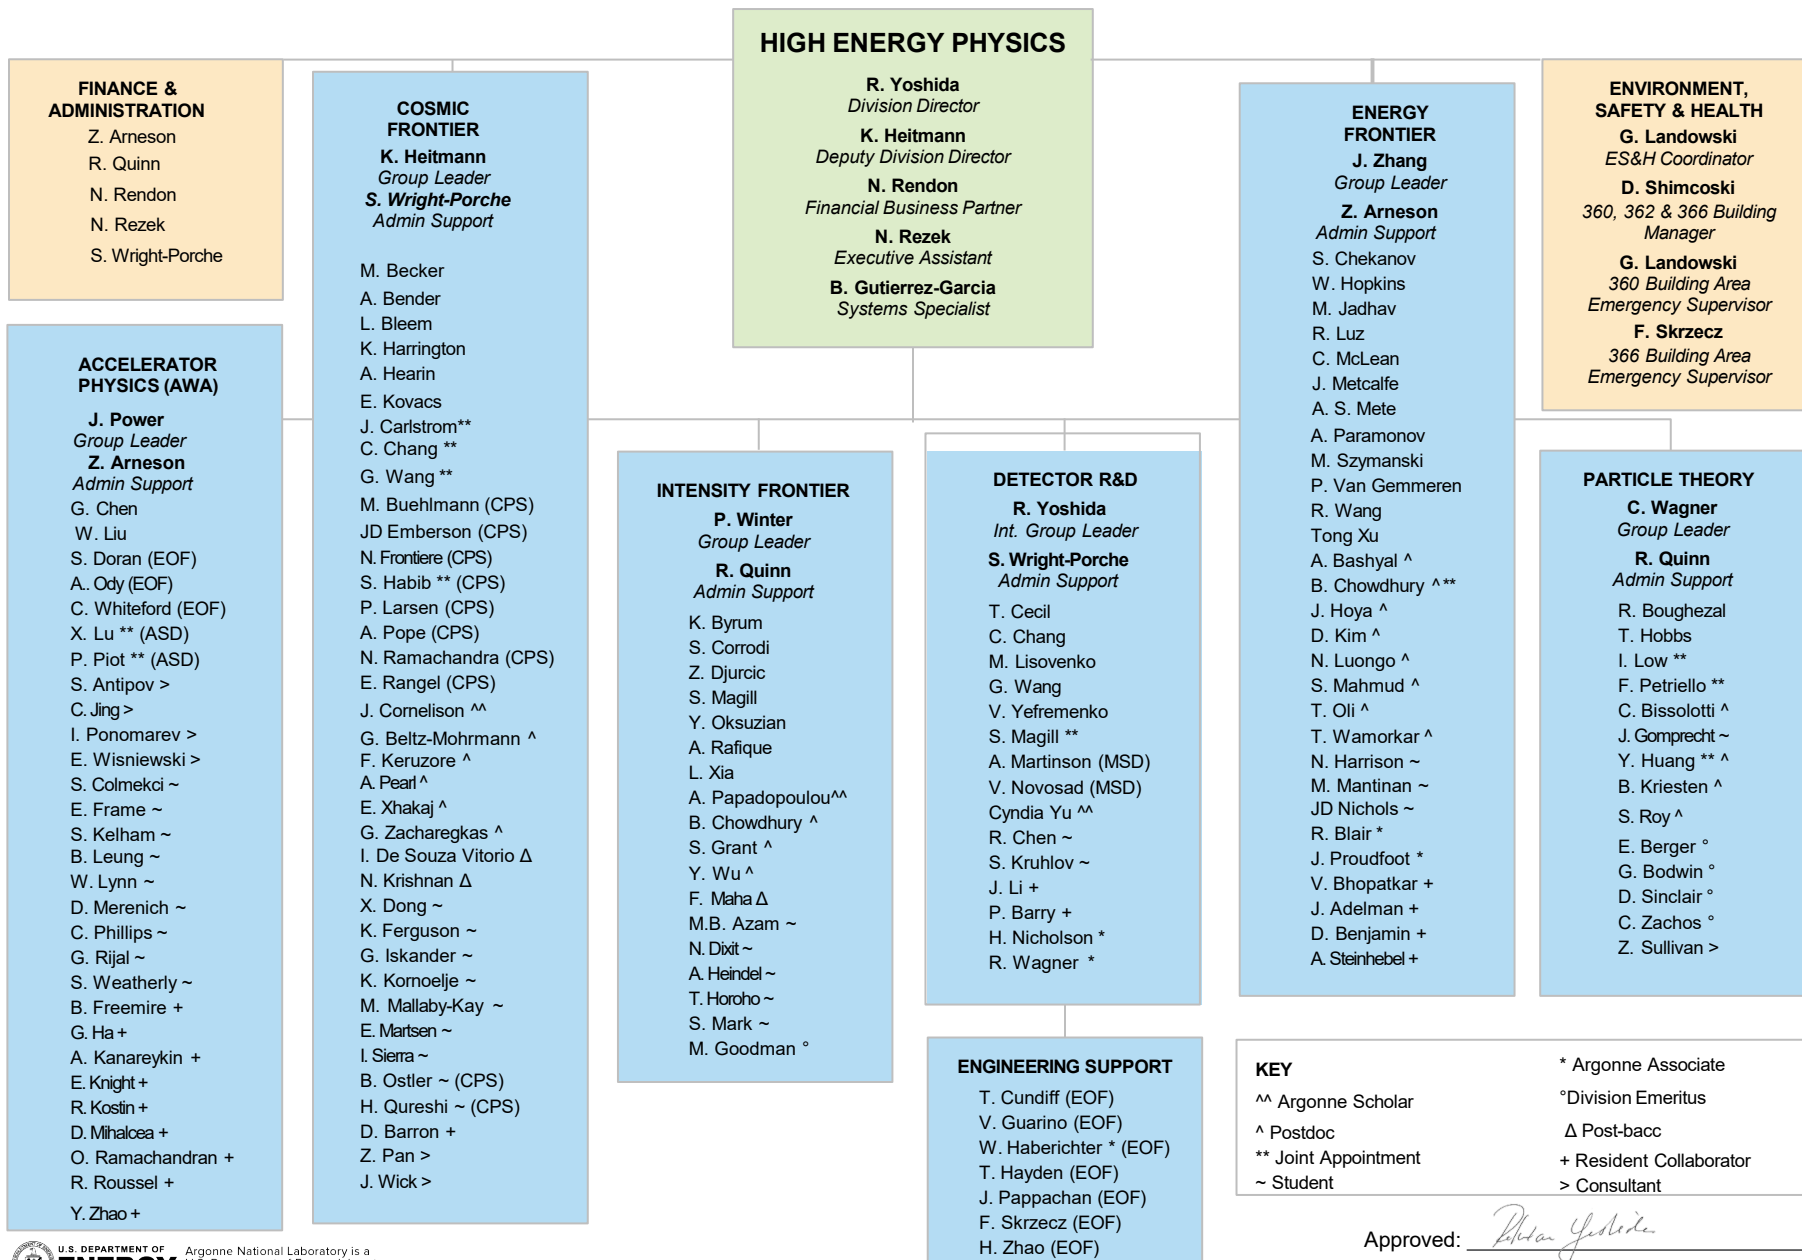 HIGH ENERGY PHYSICS
R. Yoshida
Division Director
K. Heitmann
Deputy Division Director
N. Rendon
Financial Business Partner
N. Rezek
Executive Assistant
B. Gutierrez-Garcia
Systems Specialist
FINANCE &
ADMINISTRATION
Z. Arneson
R. Quinn
N. Rendon
N. Rezek
S. Wright-Porche
ACCELERATOR
PHYSICS (AWA)
J. Power
Group Leader
Z. Arneson
Admin Support
G. Chen
W. Liu
S. Doran (EOF)
A.. Ody (EOF)
C. Whiteford (EOF)
X. Lu ** (ASD)
P. Piot ** (ASD)
S. Antipov >
C. Jing >
I. Ponomarev >
E. Wisniewski >
S. Colmekci ~
E. Frame ~
S. Kelham ~
B. Leung ~
W. Lynn ~
D. Merenich ~
C. Phillips ~
G. Rijal ~
S. Weatherly ~
B. Freemire +
G. Ha +
A. Kanareykin +
E. Knight +
R. Kostin +
D. Mihalcea +
O. Ramachandran +
R. Roussel +
Y. Zhao +
COSMIC
FRONTIER
K. Heitmann
Group Leader
S. Wright-Porche
Admin Support
M. Becker
A. Bender
L. Bleem
K. Harrington
A. Hearin
E. Kovacs
J. Carlstrom**
C. Chang **
G. Wang **
M. Buehlmann (CPS)
JD Emberson (CPS)
N. Frontiere (CPS)
S. Habib ** (CPS)
P. Larsen (CPS)
A. Pope (CPS)
N. Ramachandra (CPS)
E. Rangel (CPS)
J. Cornelison ^^
G. Beltz-Mohrmann ^
F. Keruzore ^
A. Pearl ^
E. Xhakaj ^
G. Zacharegkas ^
I. De Souza Vitorio Δ
N. Krishnan Δ
X. Dong ~
K. Ferguson ~
G. Iskander ~
K. Kornoelje ~
M. Mallaby-Kay ~
E. Martsen ~
I. Sierra ~
B. Ostler ~ (CPS)
H. Qureshi ~ (CPS)
D. Barron +
Z. Pan >
J. Wick >
INTENSITY FRONTIER
P. Winter
Group Leader
R. Quinn
Admin Support
K. Byrum
S. Corrodi
Z. Djurcic
S. Magill
Y. Oksuzian
A. Rafique
L. Xia
A. Papadopoulou^^
B. Chowdhury ^
S. Grant ^
Y. Wu ^
F. Maha Δ
M.B. Azam ~
N. Dixit ~
A. Heindel ~
T. Horoho ~
S. Mark ~
M. Goodman °
DETECTOR R&D
R. Yoshida
Int. Group Leader
S. Wright-Porche
Admin Support
T. Cecil
C. Chang
M. Lisovenko
G. Wang
V. Yefremenko
S. Magill **
A. Martinson (MSD)
V. Novosad (MSD)
Cyndia Yu ^^
R. Chen ~
S. Kruhlov ~
J. Li +
P. Barry +
H. Nicholson *
R. Wagner *
ENGINEERING SUPPORT
T. Cundiff (EOF)
V. Guarino (EOF)
W. Haberichter * (EOF)
T. Hayden (EOF)
J. Pappachan (EOF)
F. Skrzecz (EOF)
H. Zhao (EOF)
ENERGY
FRONTIER
J. Zhang
Group Leader
Z. Arneson
Admin Support
S. Chekanov
W. Hopkins
M. Jadhav
R. Luz
C. McLean
J. Metcalfe
A. S. Mete
A. Paramonov
M. Szymanski
P. Van Gemmeren
R. Wang
Tong Xu
A. Bashyal ^
B. Chowdhury ^ **
J. Hoya ^
D. Kim ^
N. Luongo ^
S. Mahmud ^
T. Oli ^
T. Wamorkar ^
N. Harrison ~
M. Mantinan ~
JD Nichols ~
R. Blair *
J. Proudfoot *
V. Bhopatkar +
J. Adelman +
D. Benjamin +
A. Steinhebel +
ENVIRONMENT,
SAFETY & HEALTH
G. Landowski
ES&H Coordinator
D. Shimcoski
360, 362 & 366 Building
Manager
G. Landowski
360 Building Area
Emergency Supervisor
F. Skrzecz
366 Building Area
Emergency Supervisor
PARTICLE THEORY
C. Wagner
Group Leader
R. Quinn
Admin Support
R. Boughezal
T. Hobbs
I. Low **
F. Petriello **
C. Bissolotti ^
J. Gomprecht ~
Y. Huang ** ^
B. Kriesten ^
S. Roy ^
E. Berger °
G. Bodwin °
D. Sinclair °
C. Zachos °
Z. Sullivan >
KEY
^^ Argonne Scholar
^ Postdoc
** Joint Appointment
~ Student
* Argonne Associate
°Division Emeritus
Δ Post-bacc
+ Resident Collaborator
> Consultant
Approved:
U.S. DEPARTMENT OF
ENERGY
Argonne National Laboratory is a